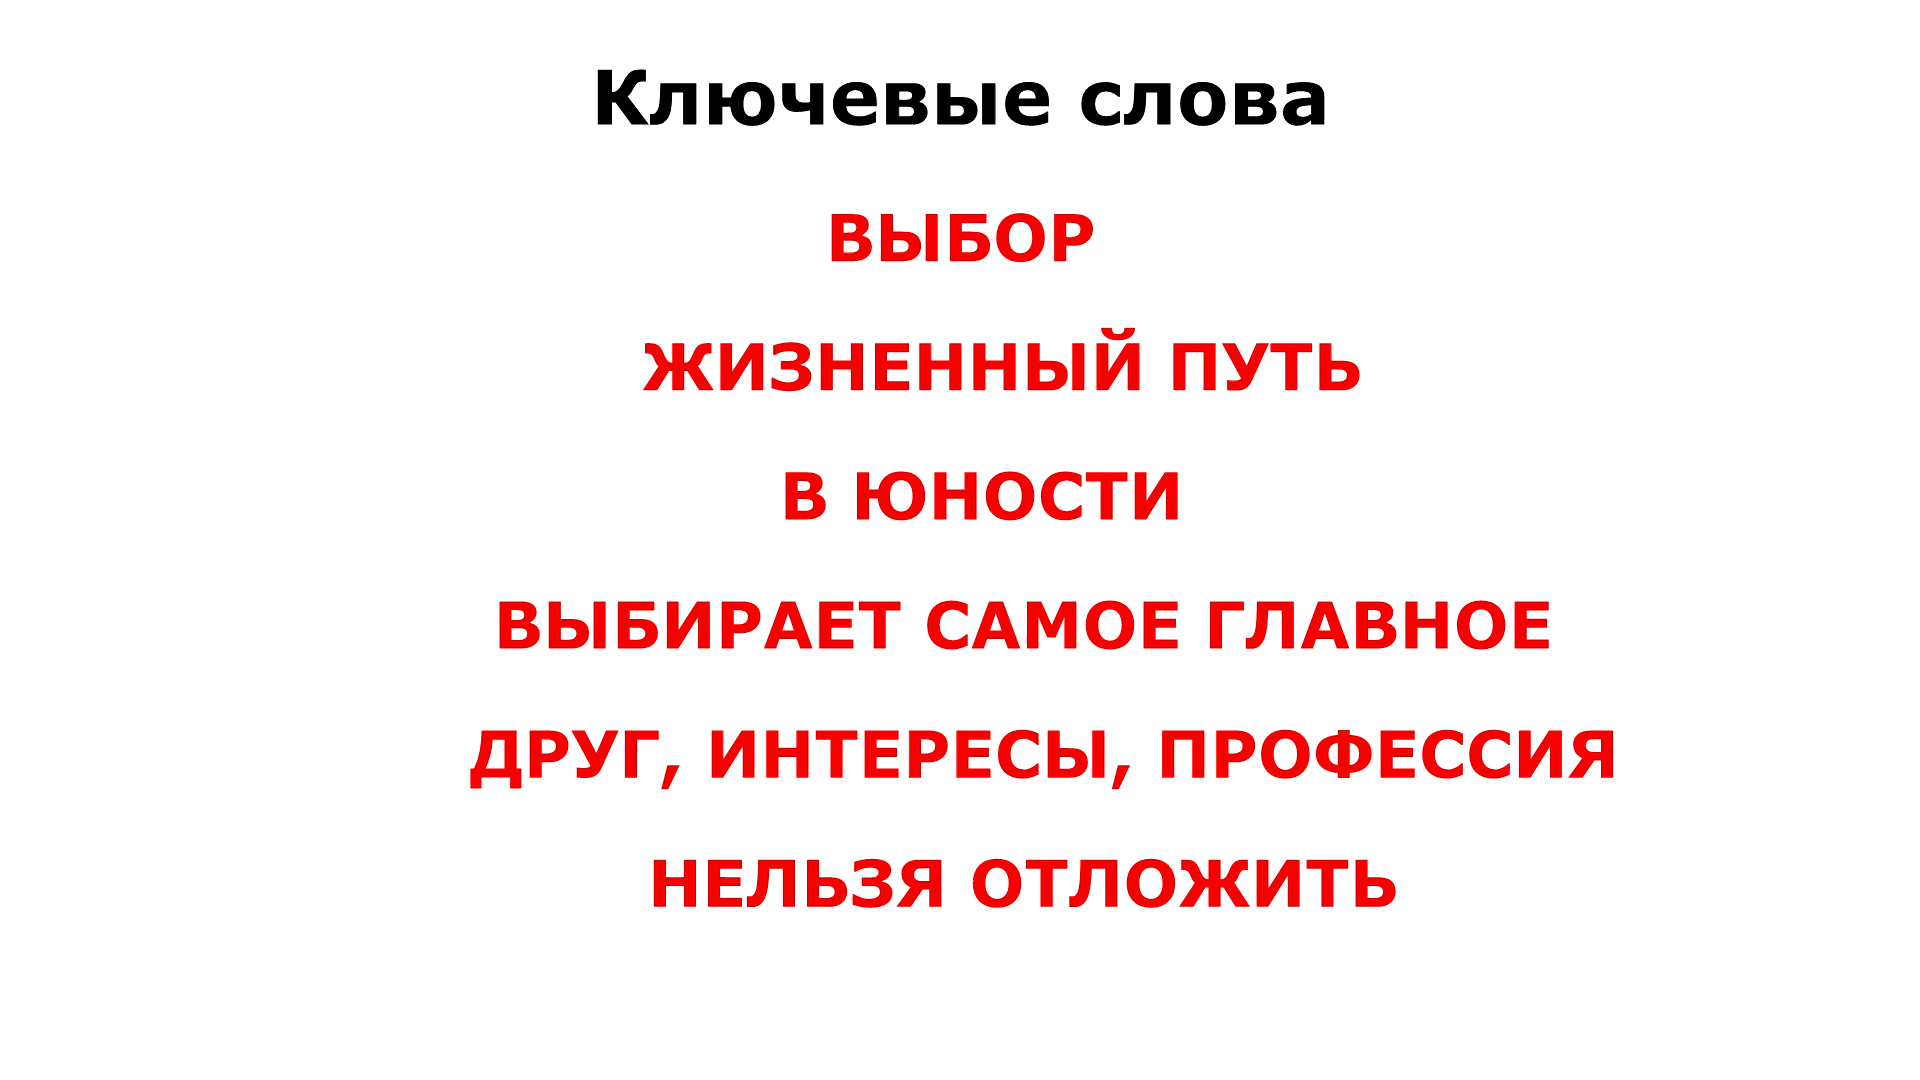 Ключевые слова
ВЫБОР
ЖИЗНЕННЫЙ ПУТЬ
В ЮНОСТИ
ВЫБИРАЕТ САМОЕ ГЛАВНОЕ
ДРУГ, ИНТЕРЕСЫ, ПРОФЕССИЯ
НЕЛЬЗЯ ОТЛОЖИТЬ